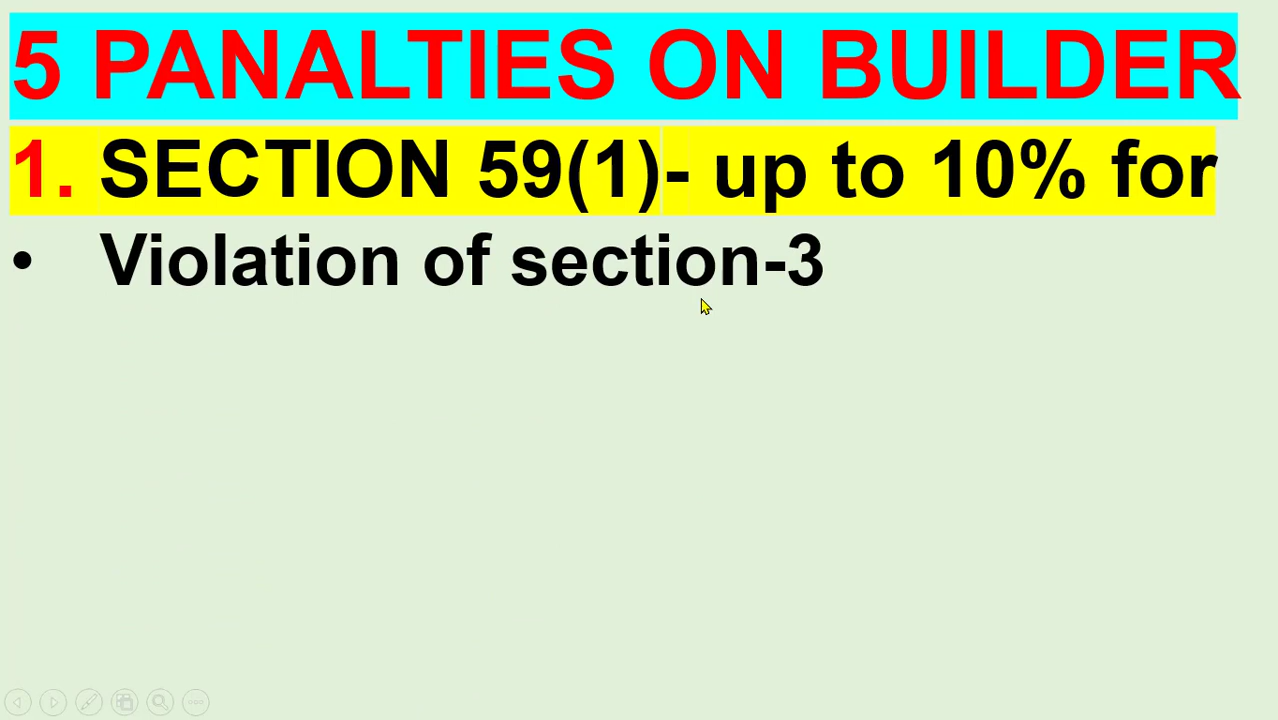 5 PANALTIES ON BUILDER
1. SECTION 59(1)- up to 10% for
• Violation of section-3